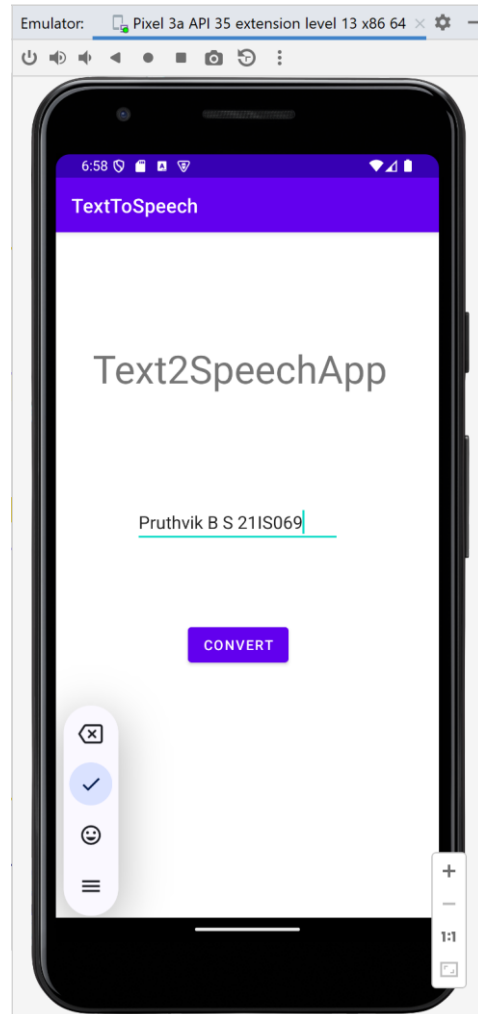 Emulator: Pixel 3a API 35 extension level 13 x86 64
6:58
TextToSpeech
Text2SpeechApp
Pruthvik B S 21IS069
CONVERT
1:1